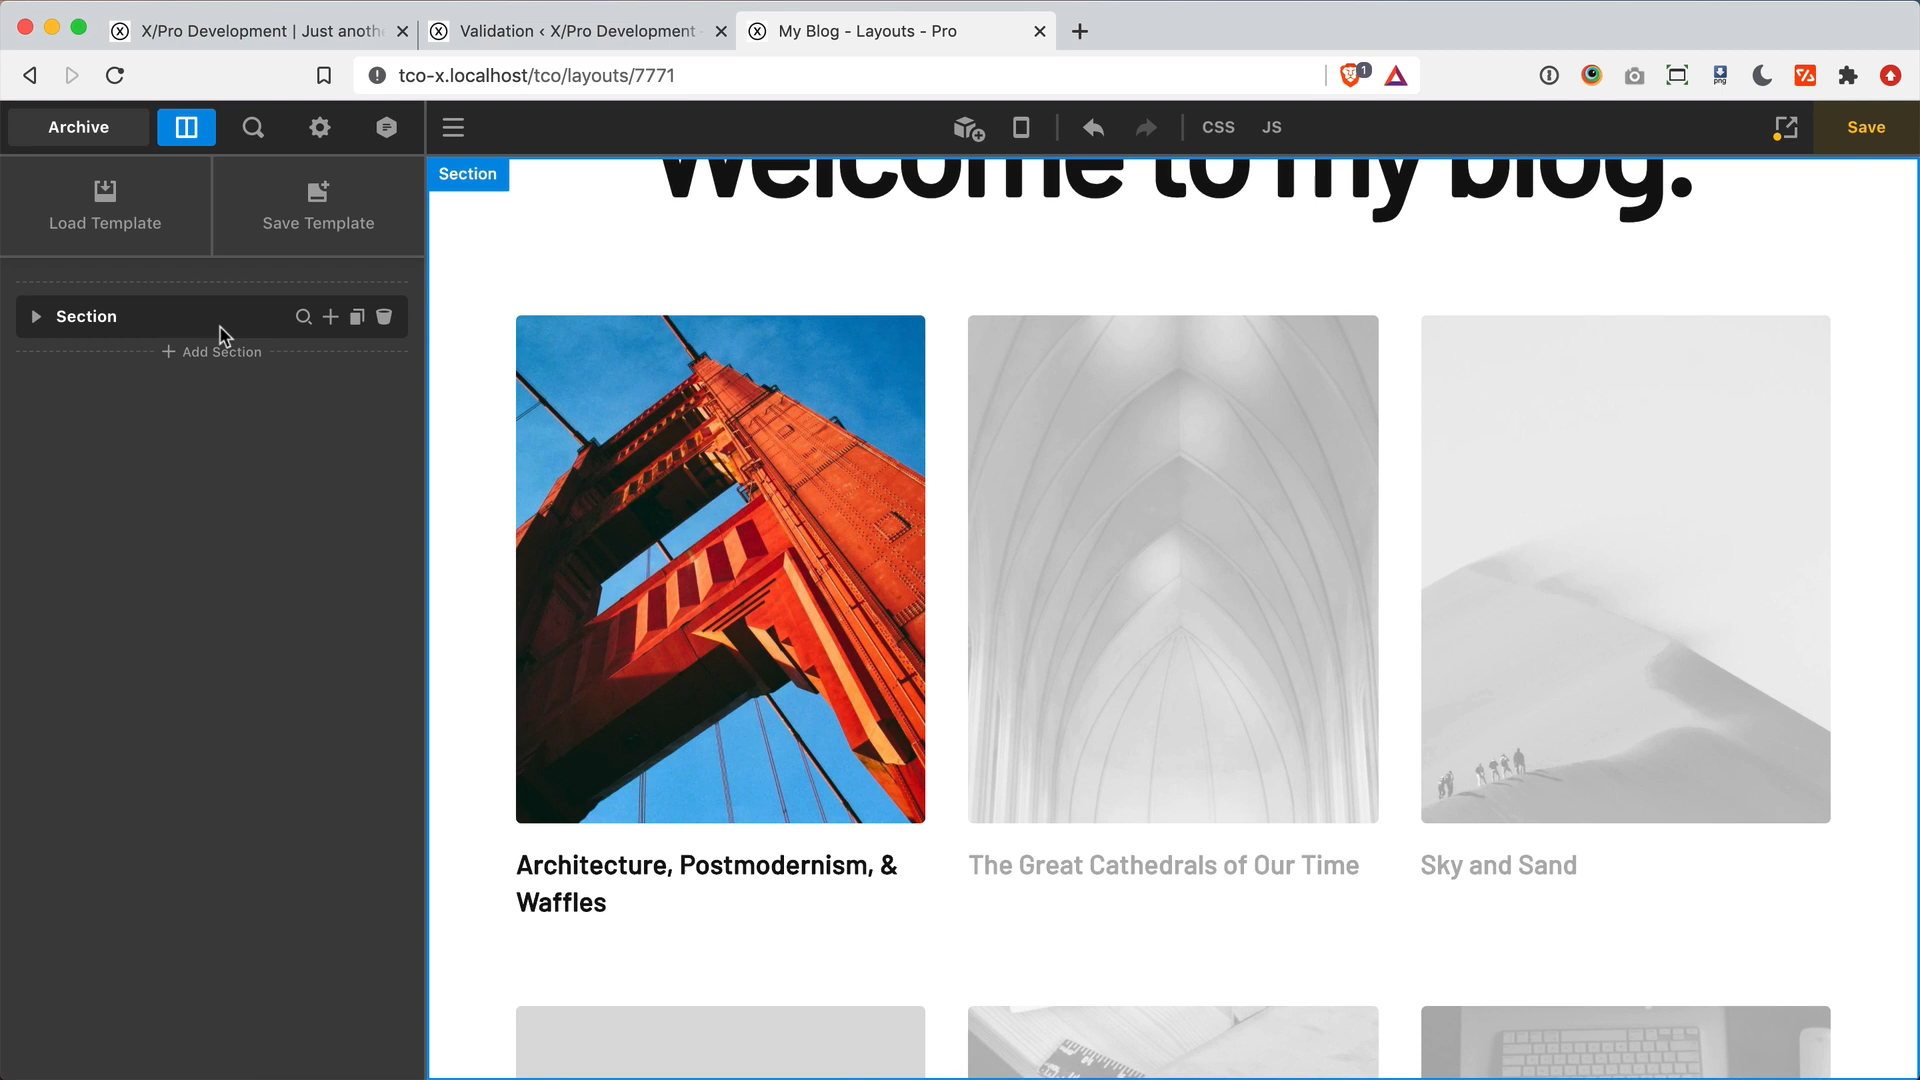 X/Pro Development | Just anoth
Validation ‹ X/Pro Development
My Blog - Layouts - Pro
tco-x.localhost/tco/layouts/7771
1
png
Archive
CSS
JS
Save
Load Template
Save Template
Section
Add Section
Section
Welcome to my blog.
Architecture, Postmodernism, &
Waffles
The Great Cathedrals of Our Time
Sky and Sand